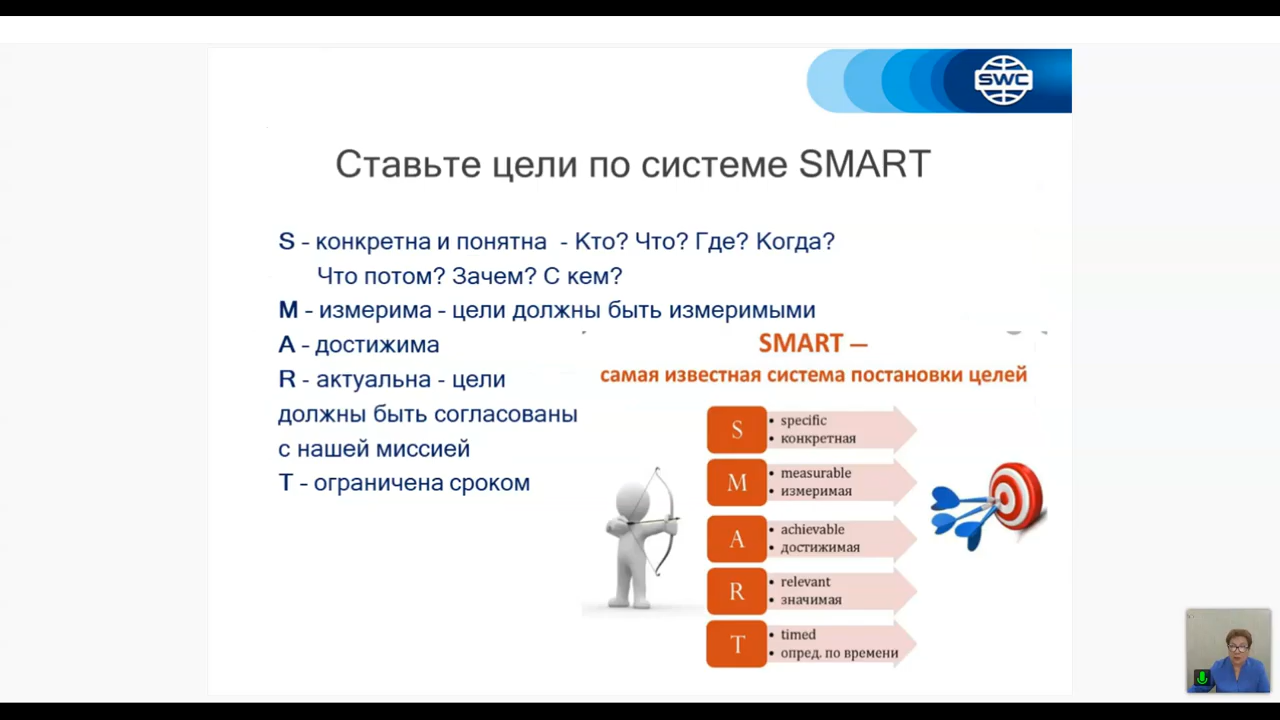 SWC
Ставьте цели по системе SMART
S - конкретна и понятна - Кто? Что? Где? Когда?
Что потом? Зачем? С кем?
M - измерима - цели должны быть измеримыми
A - достижима
R - актуальна - цели
должны быть согласованы
с нашей миссией
T - ограничена сроком
SMART —
самая известная система постановки целей
S
• specific
• конкретная
M
• measurable
• измеримая
A
• achievable
• достижимая
R
• relevant
• значимая
T
• timed
• опред. по времени